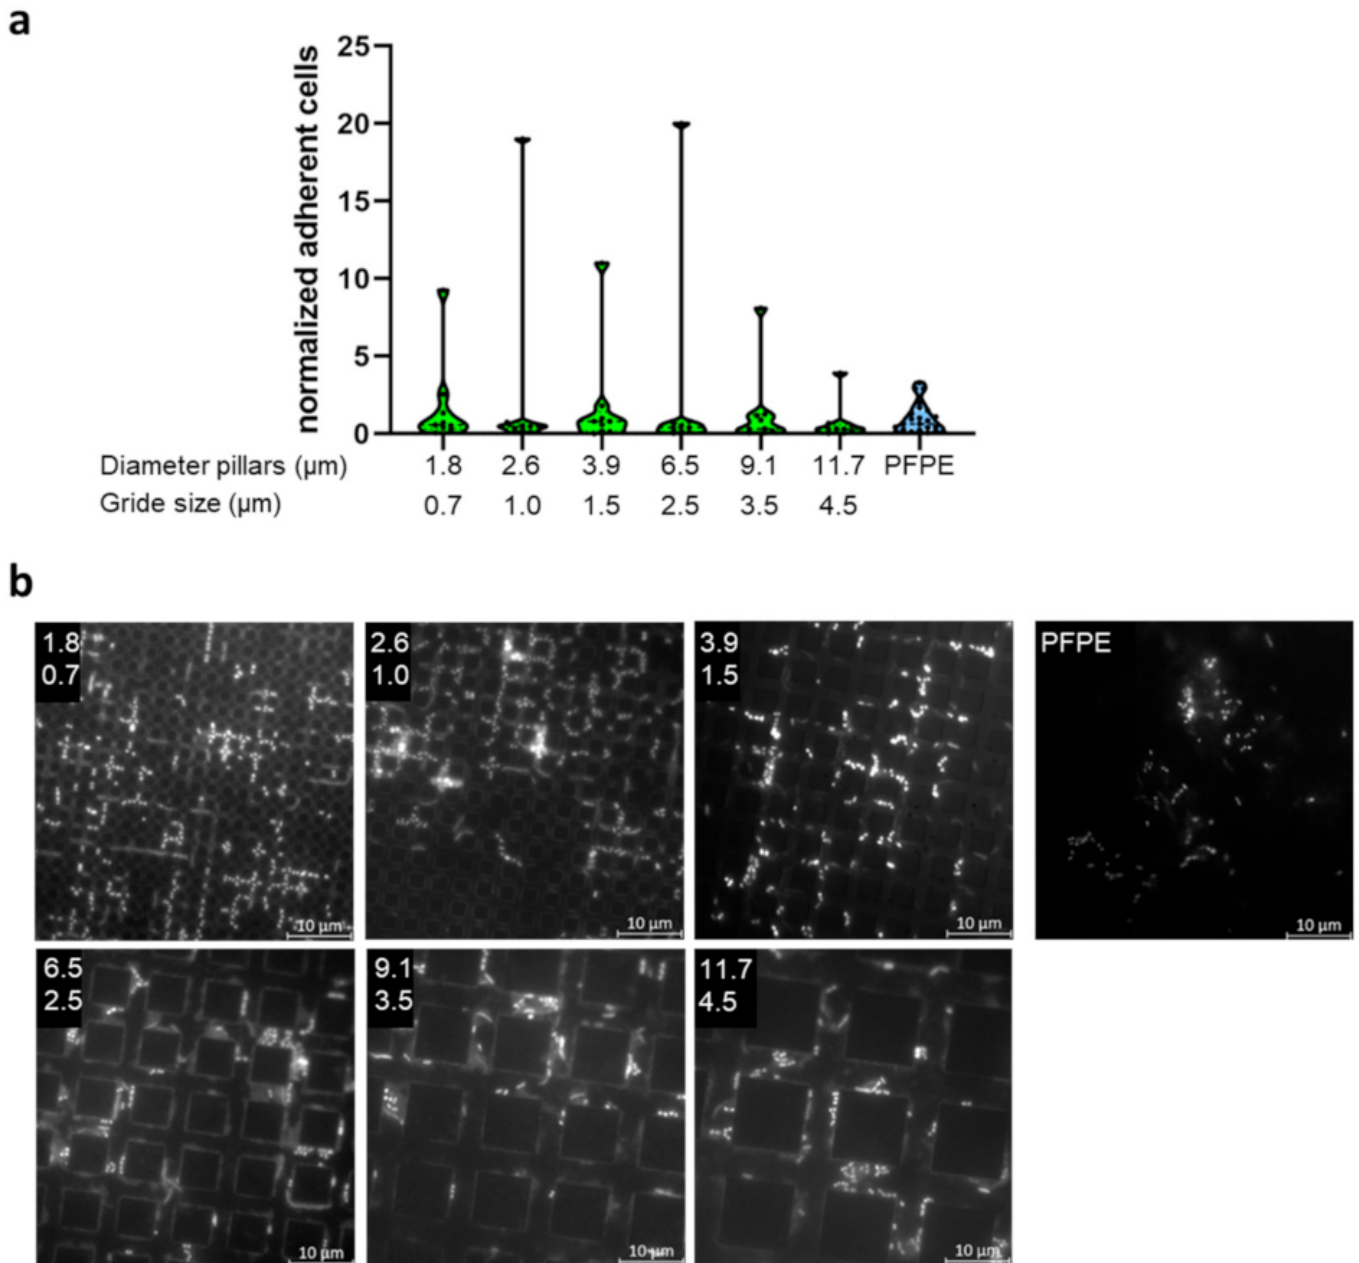 a
normalized adherent cells
25
20
15
10
5
0
Diameter pillars (µm) 1.8 2.6 3.9 6.5 9.1 11.7 PFPE
Gride size (µm) 0.7 1.0 1.5 2.5 3.5 4.5
b
1.8
0.7
10 µm
2.6
1.0
10 µm
3.9
1.5
10 µm
PFPE
10 µm
6.5
2.5
10 µm
9.1
3.5
10 µm
11.7
4.5
10 µm